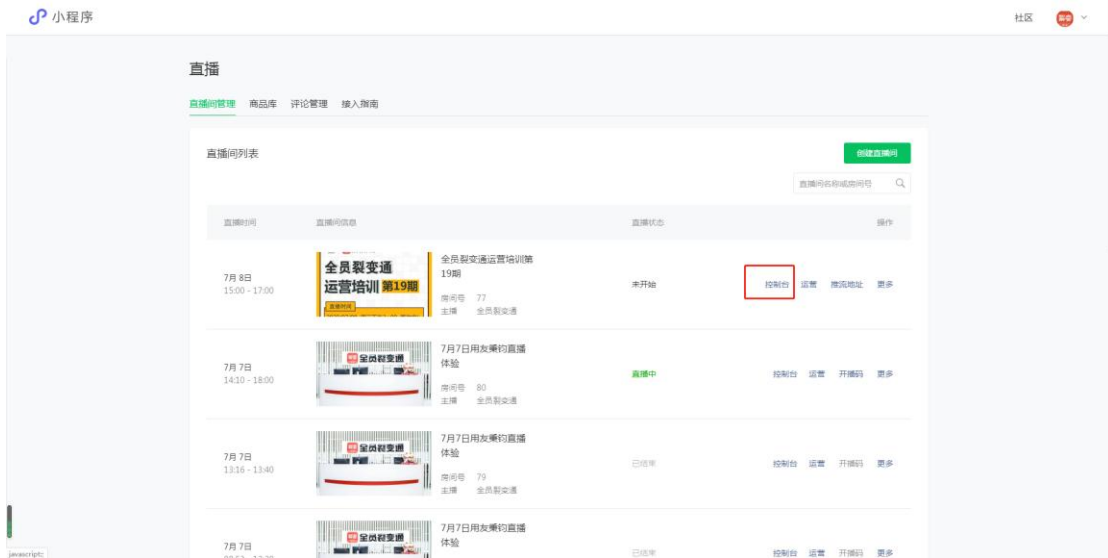 小程序
社区
直播
直播间管理 商品库 评论管理 接入指南
直播间列表
创建直播间
直播间名称或房间号
直播时间 直播间信息 直播状态 操作
7月 8日
15:00 - 17:00
全员裂变通
运营培训 第19期
直播时间
全员裂变通运营培训第
19期
房间号 77
主播 全员裂变通
未开始
控制台 运营 推流地址 更多
7月 7日
14:10 - 18:00
全员裂变通
7月7日用友秉钧直播
体验
房间号 80
主播 全员裂变通
直播中
控制台 运营 开播码 更多
7月 7日
13:16 - 13:40
全员裂变通
7月7日用友秉钧直播
体验
房间号 79
主播 全员裂变通
已结束
控制台 运营 开播码 更多
7月 7日
全员裂变通
7月7日用友秉钧直播
体验
已结束
控制台 运营 开播码 更多
javascript: